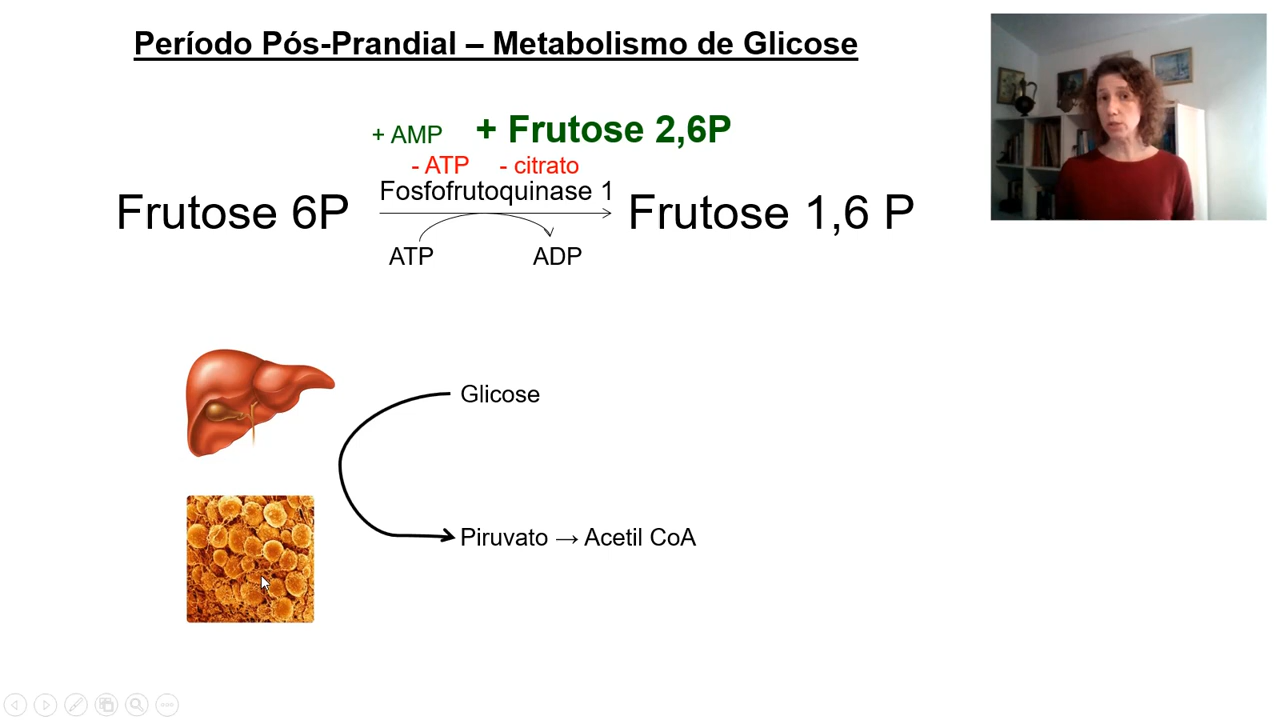 Período Pós-Prandial – Metabolismo de Glicose
+ AMP + Frutose 2,6P
- ATP - citrato
Fosfofrutoquinase 1
Frutose 6P Frutose 1,6 P
ATP ADP
Glicose
Piruvato → Acetil CoA